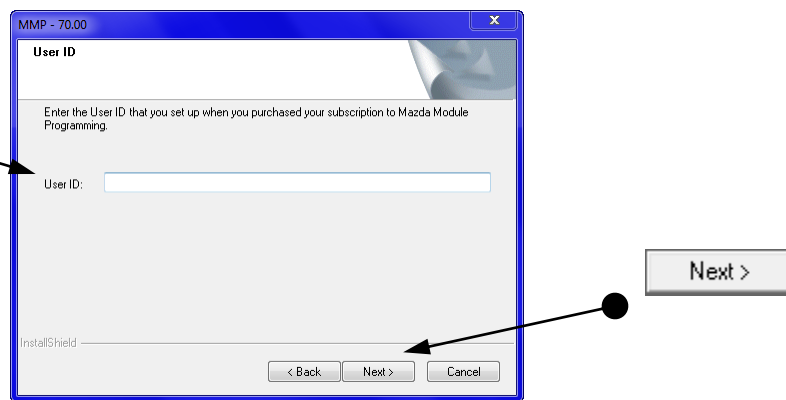 MMP - 70.00
X
User ID
Enter the User ID that you set up when you purchased your subscription to Mazda Module
Programming.
User ID:
InstallShield
< Back
Next >
Cancel
Next >